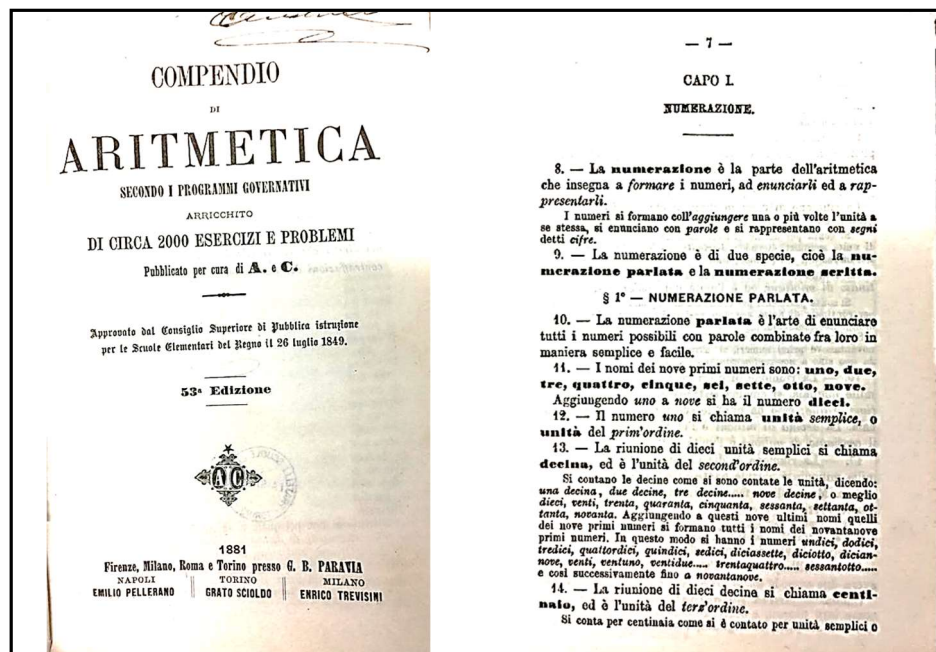 COMPENDIO
DI
ARITMETICA
SECONDO I PROGRAMMI GOVERNATIVI
ARRICCHITO
DI CIRCA 2000 ESERCIZI E PROBLEMI
Pubblicato per cura di A. e C.
Approvato dal Consiglio Superiore di Pubblica istruzione
per le Scuole Elementari del Regno il 26 luglio 1849.
53ª Edizione
AC
1881
Firenze, Milano, Roma e Torino presso G. B. PARAVIA
NAPOLI TORINO MILANO
EMILIO PELLERANO GRATO SCIOLDO ENRICO TREVISINI
— 7 —
CAPO I.
NUMERAZIONE.
8. — La numerazione è la parte dell'aritmetica
che insegna a formare i numeri, ad enunciarli ed a rap-
presentarli.
I numeri si formano coll'aggiungere una o più volte l'unità a
se stessa, si enunciano con parole e si rappresentano con segni
detti cifre.
9. — La numerazione è di due specie, cioè la nu-
merazione parlata e la numerazione scritta.
§ 1º — NUMERAZIONE PARLATA.
10. — La numerazione parlata è l'arte di enunciare
tutti i numeri possibili con parole combinate fra loro in
maniera semplice e facile.
11. — I nomi dei nove primi numeri sono: uno, due,
tre, quattro, cinque, sei, sette, otto, nove.
Aggiungendo uno a nove si ha il numero dieci.
12. — Il numero uno si chiama unità semplice, o
unità del prim'ordine.
13. — La riunione di dieci unità semplici si chiama
decina, ed è l'unità del second'ordine.
Si contano le decine come si sono contate le unità, dicendo:
una decina, due decine, tre decine..... nove decine, o meglio
dieci, venti, trenta, quaranta, cinquanta, sessanta, settanta, ot-
tanta, novanta. Aggiungendo a questi nove ultimi nomi quelli
dei nove primi numeri si formano tutti i nomi dei novantanove
primi numeri. In questo modo si hanno i numeri undici, dodici,
tredici, quattordici, quindici, sedici, diciassette, diciotto, dician-
nove, venti, ventuno, ventidue..... trentaquattro..... sessantotto.....
e così successivamente fino a novantanove.
14. — La riunione di dieci decine si chiama centi-
naio, ed è l'unità del terz'ordine.
Si conta per centinaia come si è contato per unità semplici o